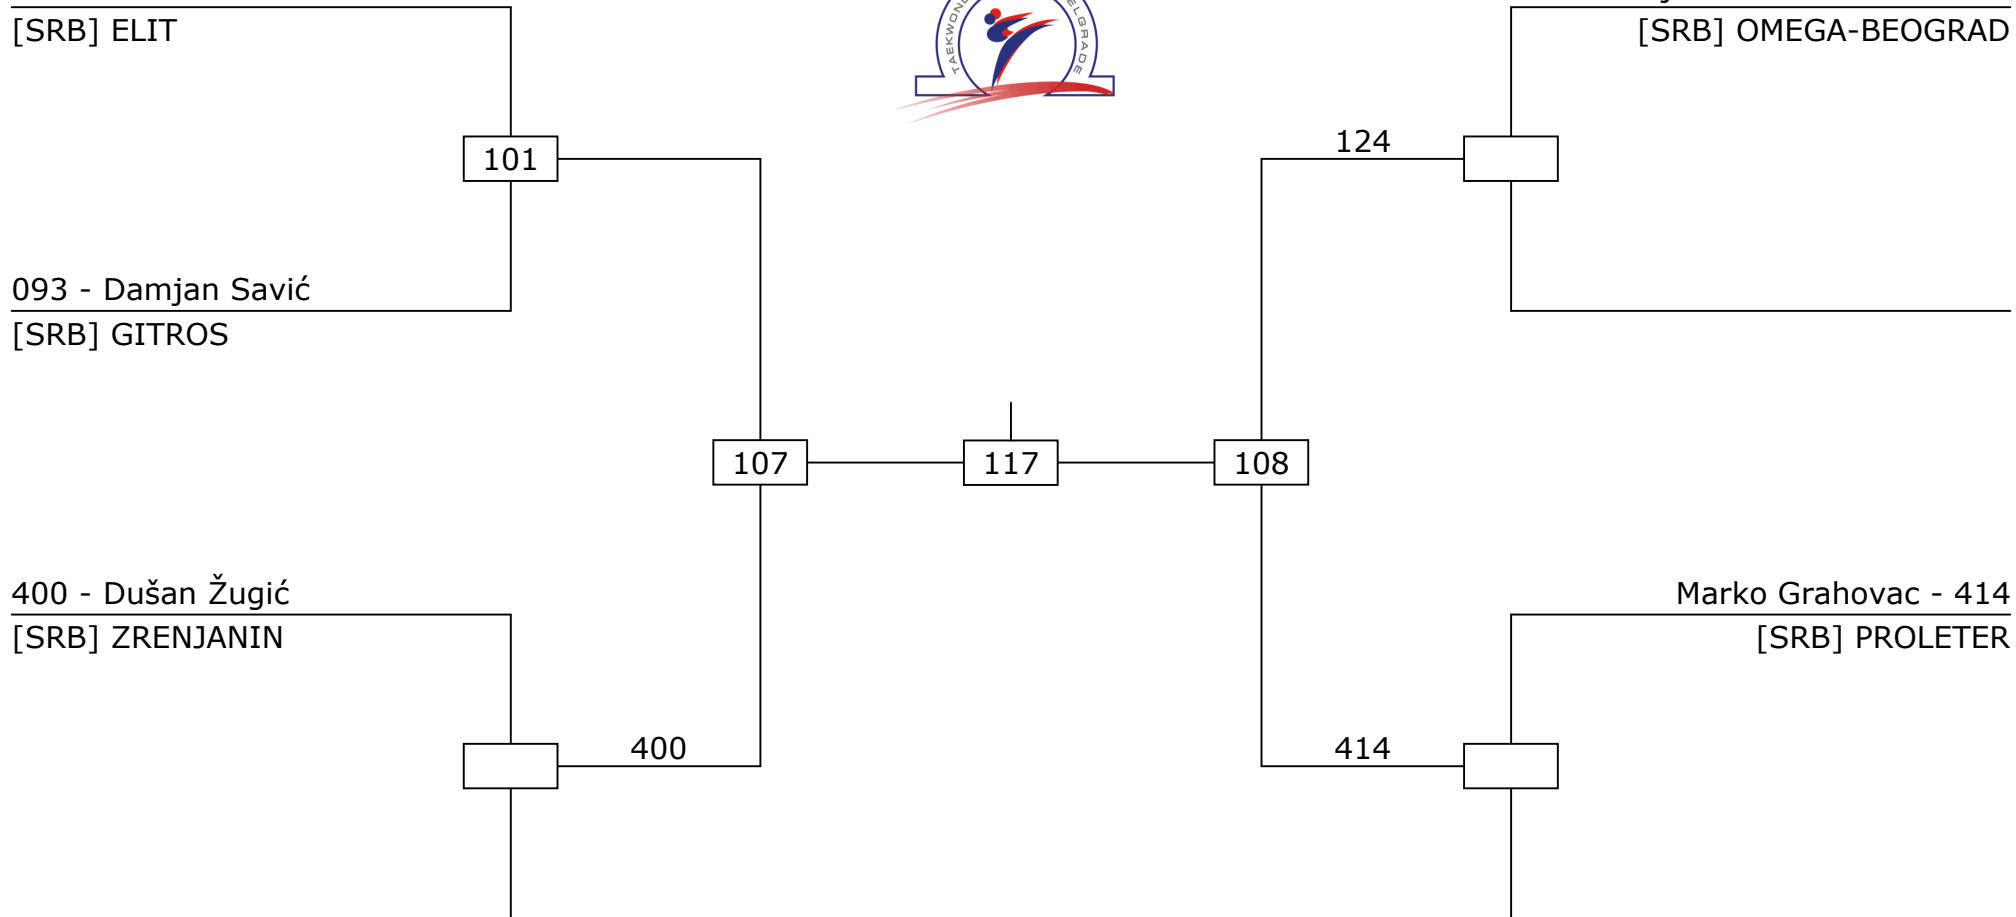 [SRB] ELIT
[SRB] OMEGA-BEOGRAD
101
124
093 - Damjan Savić
[SRB] GITROS
107
117
108
400 - Dušan Žugić
[SRB] ZRENJANIN
Marko Grahovac - 414
[SRB] PROLETER
400
414